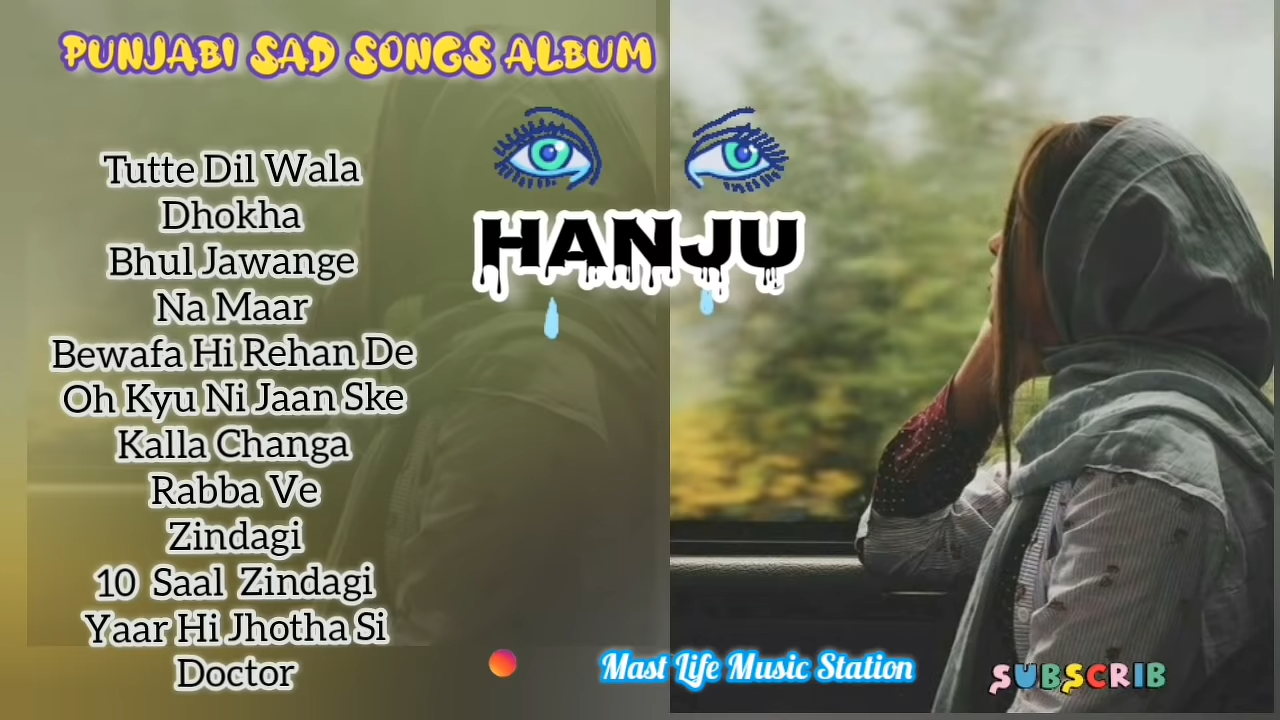 PUNJABI SAD SONGS ALBUM
HANJU
Tutte Dil Wala
Dhokha
Bhul Jawange
Na Maar
Bewafa Hi Rehan De
Oh Kyu Ni Jaan Ske
Kalla Changa
Rabba Ve
Zindagi
10 Saal Zindagi
Yaar Hi Jhotha Si
Doctor
Mast Life Music Station
SUBSCRIB